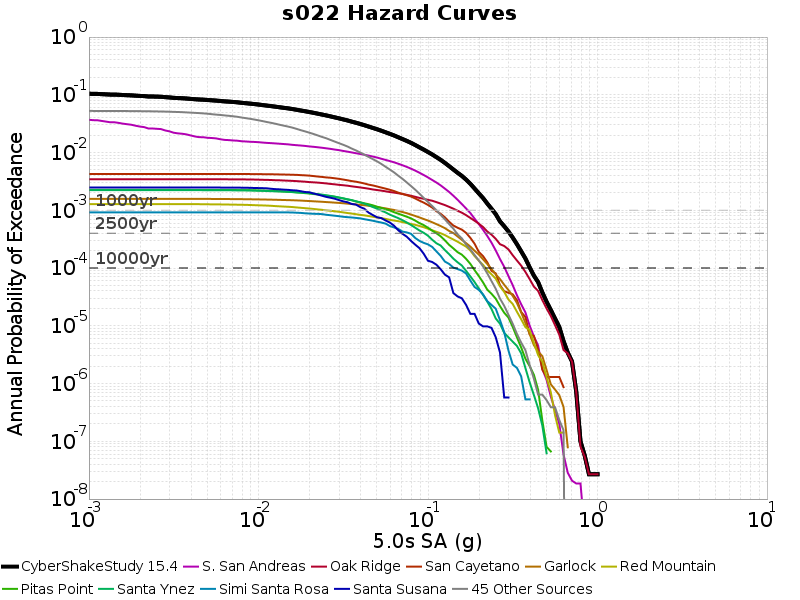 s022 Hazard Curves
Annual Probability of Exceedance
10^0
10^-1
10^-2
10^-3
10^-4
10^-5
10^-6
10^-7
10^-8
1000yr
2500yr
10000yr
10^-3 10^-2 10^-1 10^0 10^1
5.0s SA (g)
CyberShakeStudy 15.4 S. San Andreas Oak Ridge San Cayetano Garlock Red Mountain
Pitas Point Santa Ynez Simi Santa Rosa Santa Susana 45 Other Sources